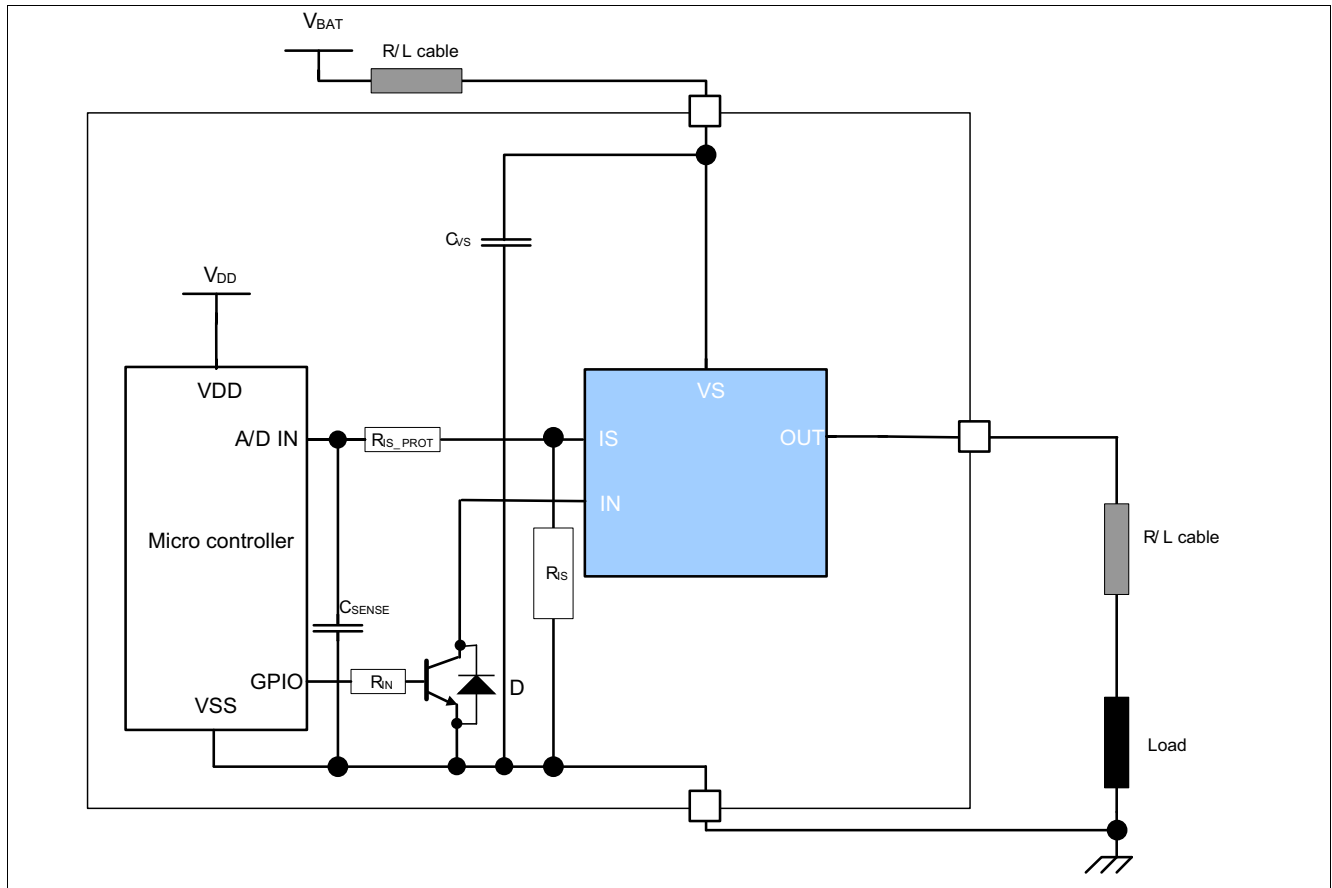 VBAT
R/L cable
CVS
VDD
VDD
VS
A/D IN
RIS_PROT
IS
OUT
IN
Micro controller
RIS
R/L cable
CSENSE
GPIO
RIN
D
VSS
Load